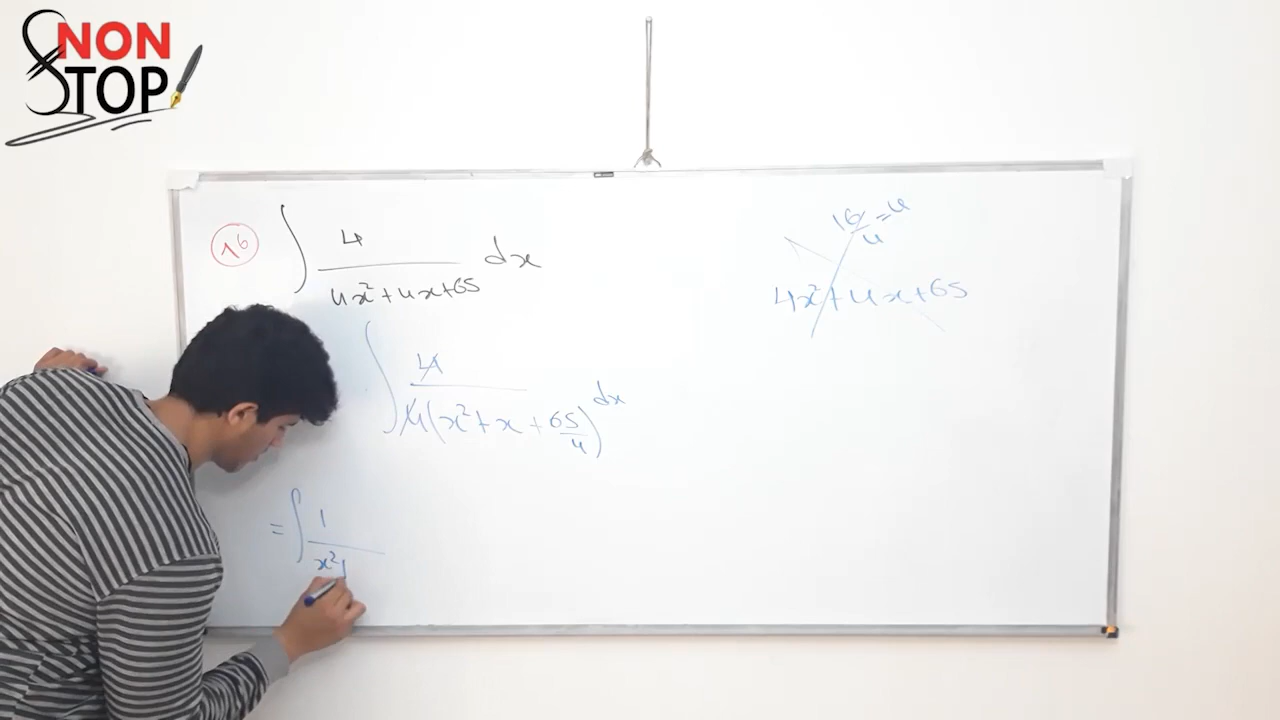 NON
STOP
16 ∫ 4 / (4x² + 4x + 65) dx
16/4 = 4
4x² + 4x + 65
∫ 4 / 4(x² + x + 65/4) dx
= ∫ 1 / x²